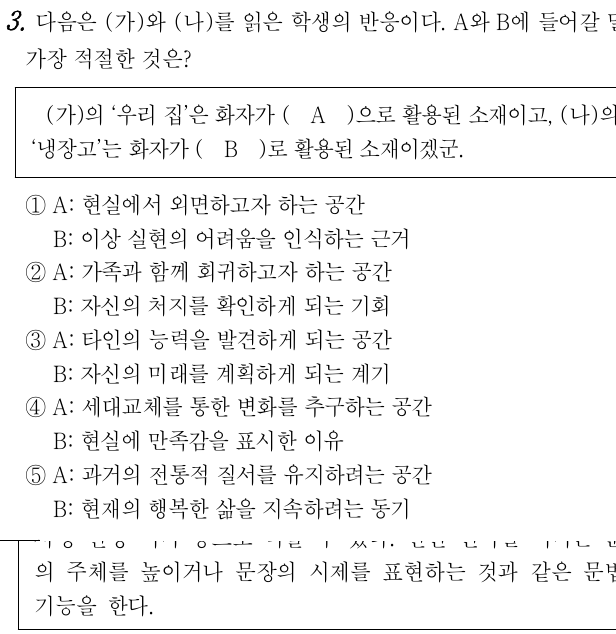 3. 다음은 (가)와 (나)를 읽은 학생의 반응이다. A와 B에 들어갈
가장 적절한 것은?
(가)의 ‘우리 집’은 화자가 ( A )으로 활용된 소재이고, (나)의
‘냉장고’는 화자가 ( B )로 활용된 소재이겠군.
① A: 현실에서 외면하고자 하는 공간
B: 이상 실현의 어려움을 인식하는 근거
② A: 가족과 함께 회귀하고자 하는 공간
B: 자신의 처지를 확인하게 되는 기회
③ A: 타인의 능력을 발견하게 되는 공간
B: 자신의 미래를 계획하게 되는 계기
④ A: 세대교체를 통한 변화를 추구하는 공간
B: 현실에 만족감을 표시한 이유
⑤ A: 과거의 전통적 질서를 유지하려는 공간
B: 현재의 행복한 삶을 지속하려는 동기
의 주체를 높이거나 문장의 시제를 표현하는 것과 같은 문법
기능을 한다.